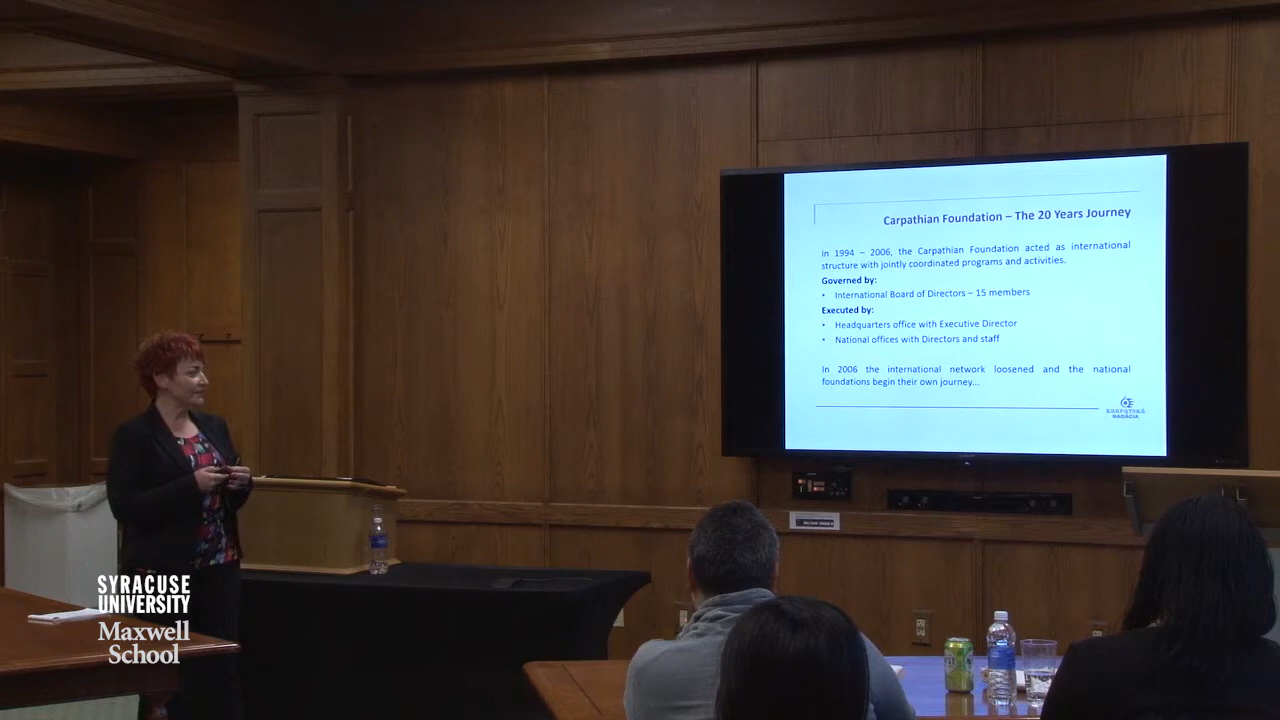 Carpathian Foundation – The 20 Years Journey
In 1994 – 2006, the Carpathian Foundation acted as international
structure with jointly coordinated programs and activities.
Governed by:
• International Board of Directors – 15 members
Executed by:
• Headquarters office with Executive Director
• National offices with Directors and staff
In 2006 the international network loosened and the national
foundations begin their own journey...
KARPATSKÁ
NADÁCIA
SYRACUSE
UNIVERSITY
Maxwell
School